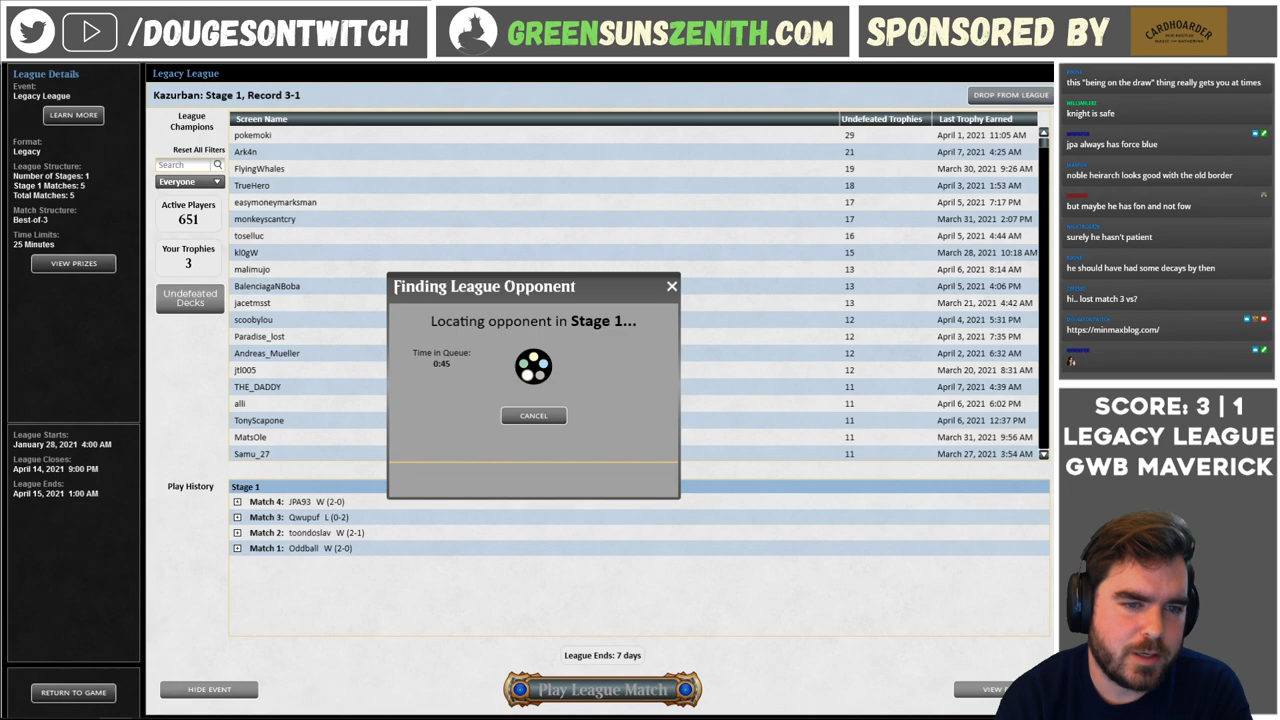 /DOUGESONTWITCH
GREENSUNSZENITH.COM
SPONSORED BY
CARDHOARDER
League Details
Event:
Legacy League
LEARN MORE
Format:
Legacy
League Structure:
Number of Stages: 1
Stage 1 Matches: 5
Total Matches: 5
Match Structure:
Best-of-3
Time Limits:
25 Minutes
VIEW PRIZES
League Starts:
January 28, 2021 4:00 AM
League Closes:
April 14, 2021 9:00 PM
League Ends:
April 15, 2021 1:00 AM
RETURN TO GAME
Legacy League
Kazurban: Stage 1, Record 3-1
DROP FROM LEAGUE
League
Champions
Reset All Filters
Search
Everyone
Active Players
651
Your Trophies
3
Undefeated
Decks
Screen Name Undefeated Trophies Last Trophy Earned
pokemoki 29 April 1, 2021 11:05 AM
Ark4n 21 April 7, 2021 4:25 AM
FlyingWhales 19 March 30, 2021 9:26 AM
TrueHero 18 April 3, 2021 1:53 AM
easymoneymarksman 17 April 5, 2021 7:17 PM
monkeyscantcry 17 March 31, 2021 2:07 PM
toselluc 16 April 5, 2021 4:44 AM
kl0gW 15 March 28, 2021 10:18 AM
malimujo 13 April 6, 2021 8:14 AM
BalenciagaNBoba 13 April 5, 2021 4:06 PM
jacetmsst 13 March 21, 2021 4:42 AM
scoobylou 12 April 4, 2021 5:31 PM
Paradise_lost 12 April 3, 2021 7:35 PM
Andreas_Mueller 12 April 2, 2021 6:32 AM
jtl005 12 March 20, 2021 8:31 AM
THE_DADDY 11 April 7, 2021 4:39 AM
alli 11 April 6, 2021 6:02 PM
TonyScapone 11 April 6, 2021 12:37 PM
MatsOle 11 March 31, 2021 9:56 AM
Samu_27 11 March 27, 2021 3:54 AM
Finding League Opponent
Locating opponent in Stage 1...
Time in Queue:
0:45
CANCEL
Play History
Stage 1
Match 4: JPA93 W (2-0)
Match 3: Qwupuf L (0-2)
Match 2: toondoslav W (2-1)
Match 1: Oddball W (2-0)
League Ends: 7 days
HIDE EVENT
Play League Match
VIEW
this "being on the draw" thing really gets you at times
knight is safe
jpa always has force blue
noble heirarch looks good with the old border
but maybe he has fon and not fow
surely he hasn't patient
he should have had some decays by then
hi.. lost match 3 vs?
https://minmaxblog.com/
SCORE: 3 | 1
LEGACY LEAGUE
GWB MAVERICK